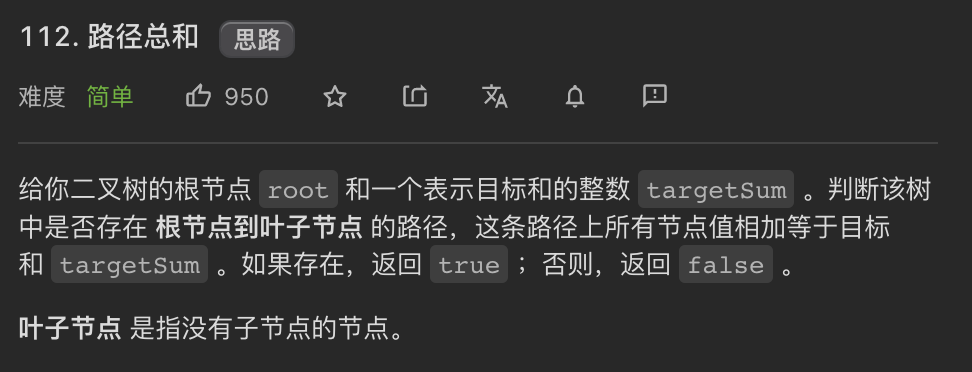 112. 路径总和 思路
难度 简单 950
给你二叉树的根节点 root 和一个表示目标和的整数 targetSum 。判断该树
中是否存在 根节点到叶子节点 的路径，这条路径上所有节点值相加等于目标
和 targetSum 。如果存在，返回 true ；否则，返回 false 。
叶子节点 是指没有子节点的节点。